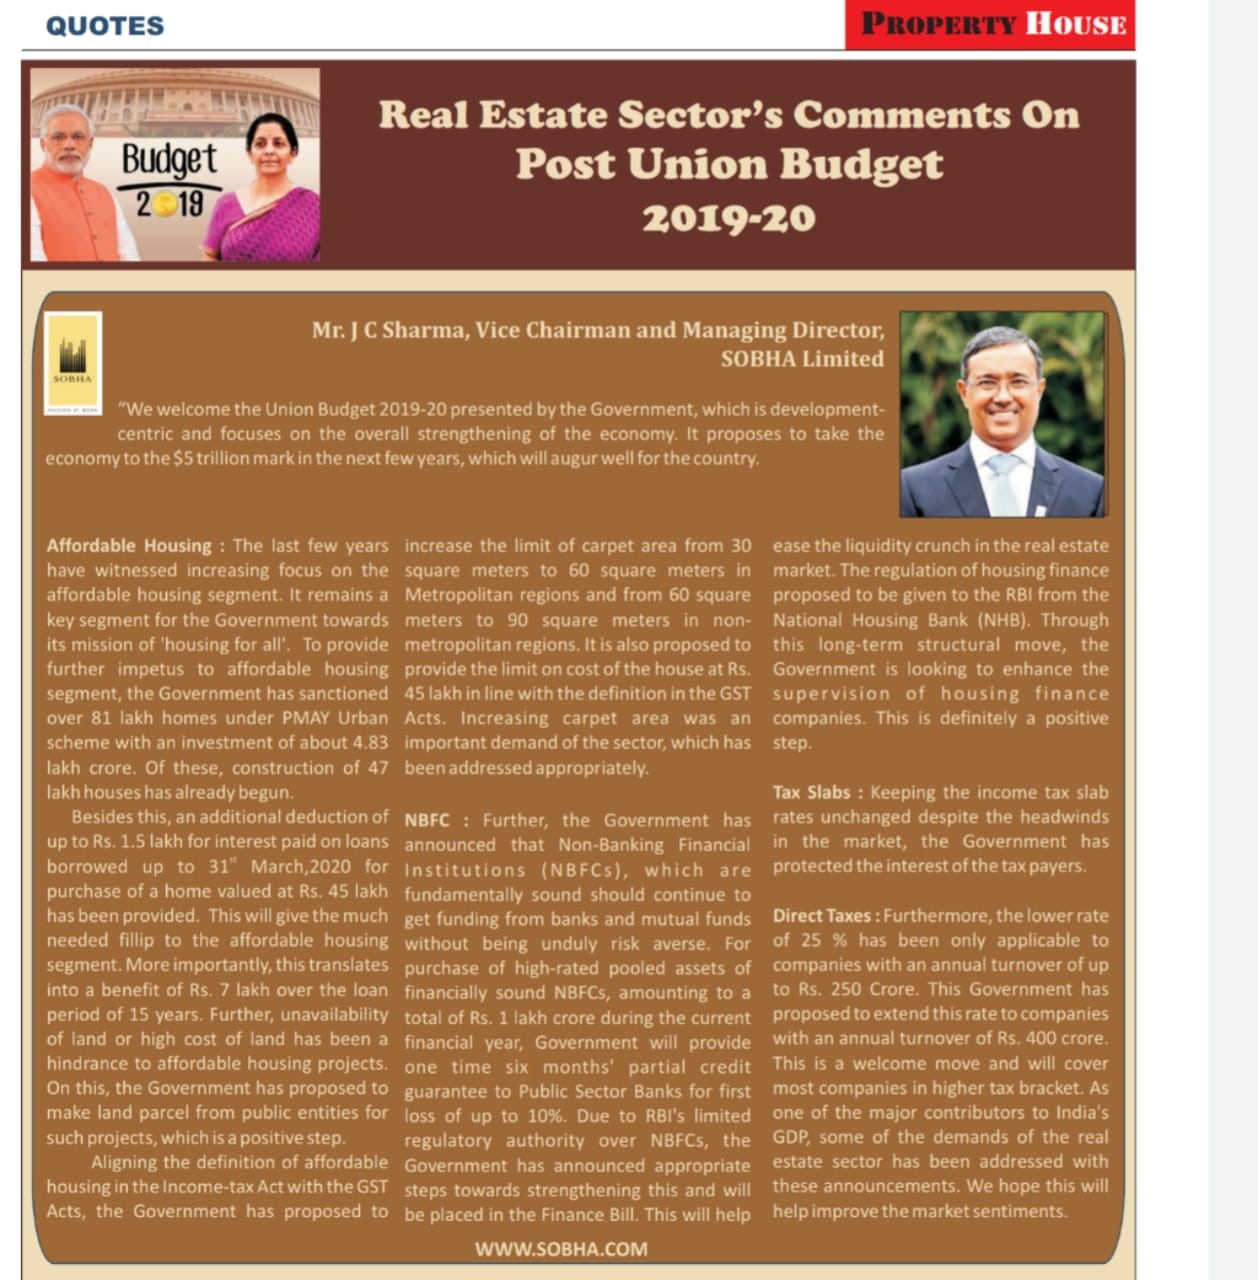 QUOTES
PROPERTY HOUSE
Budget
2019
Real Estate Sector's Comments On
Post Union Budget
2019-20
SOBHA
PASSION AT WORK
Mr. J C Sharma, Vice Chairman and Managing Director,
SOBHA Limited
“We welcome the Union Budget 2019-20 presented by the Government, which is development-
centric and focuses on the overall strengthening of the economy. It proposes to take the
economy to the $5 trillion mark in the next few years, which will augur well for the country.
Affordable Housing : The last few years
have witnessed increasing focus on the
affordable housing segment. It remains a
key segment for the Government towards
its mission of 'housing for all'. To provide
further impetus to affordable housing
segment, the Government has sanctioned
over 81 lakh homes under PMAY Urban
scheme with an investment of about 4.83
lakh crore. Of these, construction of 47
lakh houses has already begun.
Besides this, an additional deduction of
up to Rs. 1.5 lakh for interest paid on loans
borrowed up to 31st March,2020 for
purchase of a home valued at Rs. 45 lakh
has been provided. This will give the much
needed fillip to the affordable housing
segment. More importantly, this translates
into a benefit of Rs. 7 lakh over the loan
period of 15 years. Further, unavailability
of land or high cost of land has been a
hindrance to affordable housing projects.
On this, the Government has proposed to
make land parcel from public entities for
such projects, which is a positive step.
Aligning the definition of affordable
housing in the Income-tax Act with the GST
Acts, the Government has proposed to
increase the limit of carpet area from 30
square meters to 60 square meters in
Metropolitan regions and from 60 square
meters to 90 square meters in non-
metropolitan regions. It is also proposed to
provide the limit on cost of the house at Rs.
45 lakh in line with the definition in the GST
Acts. Increasing carpet area was an
important demand of the sector, which has
been addressed appropriately.
NBFC : Further, the Government has
announced that Non-Banking Financial
Institutions (NBFCs), which are
fundamentally sound should continue to
get funding from banks and mutual funds
without being unduly risk averse. For
purchase of high-rated pooled assets of
financially sound NBFCs, amounting to a
total of Rs. 1 lakh crore during the current
financial year, Government will provide
one time six months' partial credit
guarantee to Public Sector Banks for first
loss of up to 10%. Due to RBI's limited
regulatory authority over NBFCs, the
Government has announced appropriate
steps towards strengthening this and will
be placed in the Finance Bill. This will help
ease the liquidity crunch in the real estate
market. The regulation of housing finance
proposed to be given to the RBI from the
National Housing Bank (NHB). Through
this long-term structural move, the
Government is looking to enhance the
supervision of housing finance
companies. This is definitely a positive
step.
Tax Slabs : Keeping the income tax slab
rates unchanged despite the headwinds
in the market, the Government has
protected the interest of the tax payers.
Direct Taxes : Furthermore, the lower rate
of 25 % has been only applicable to
companies with an annual turnover of up
to Rs. 250 Crore. This Government has
proposed to extend this rate to companies
with an annual turnover of Rs. 400 crore.
This is a welcome move and will cover
most companies in higher tax bracket. As
one of the major contributors to India's
GDP, some of the demands of the real
estate sector has been addressed with
these announcements. We hope this will
help improve the market sentiments.
WWW.SOBHA.COM